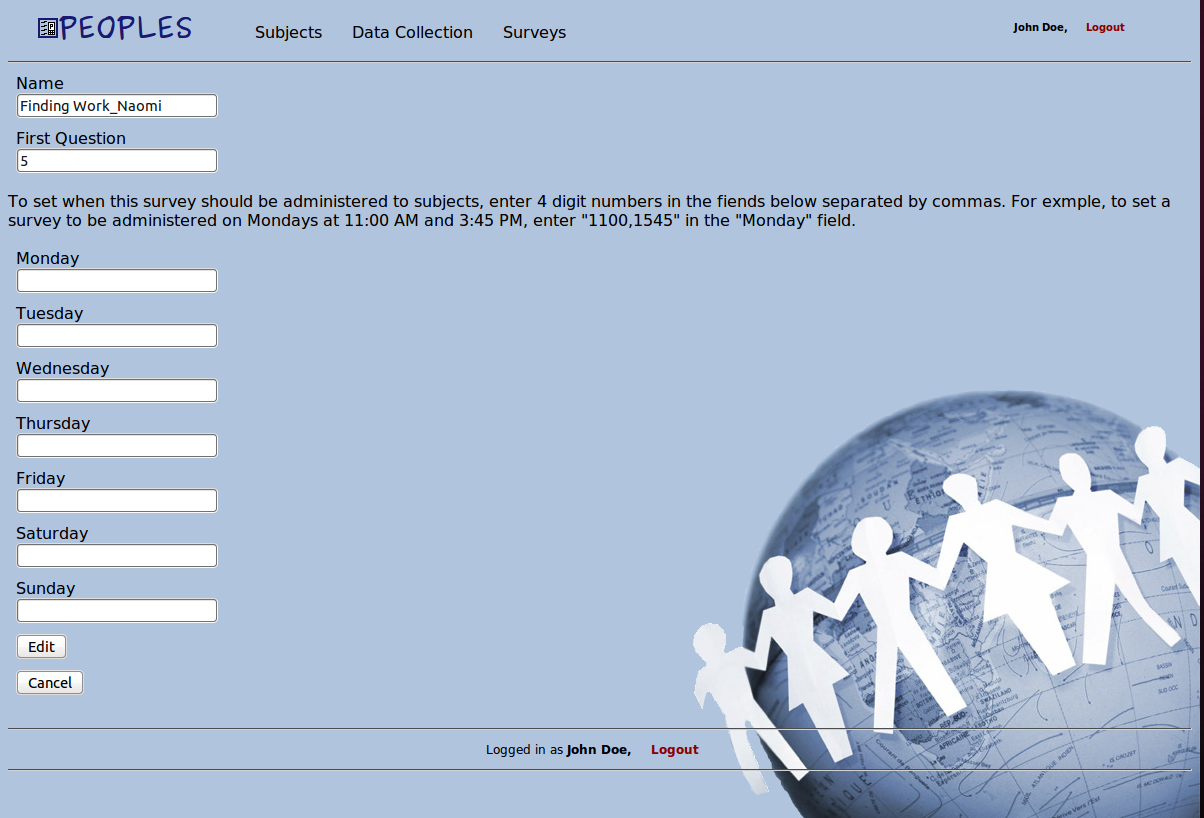 PEOPLES
Subjects Data Collection Surveys
John Doe, Logout
Name
Finding Work_Naomi
First Question
5
To set when this survey should be administered to subjects, enter 4 digit numbers in the fiends below separated by commas. For exmple, to set a
survey to be administered on Mondays at 11:00 AM and 3:45 PM, enter "1100,1545" in the "Monday" field.
Monday
Tuesday
Wednesday
Thursday
Friday
Saturday
Sunday
Edit
Cancel
Logged in as John Doe, Logout